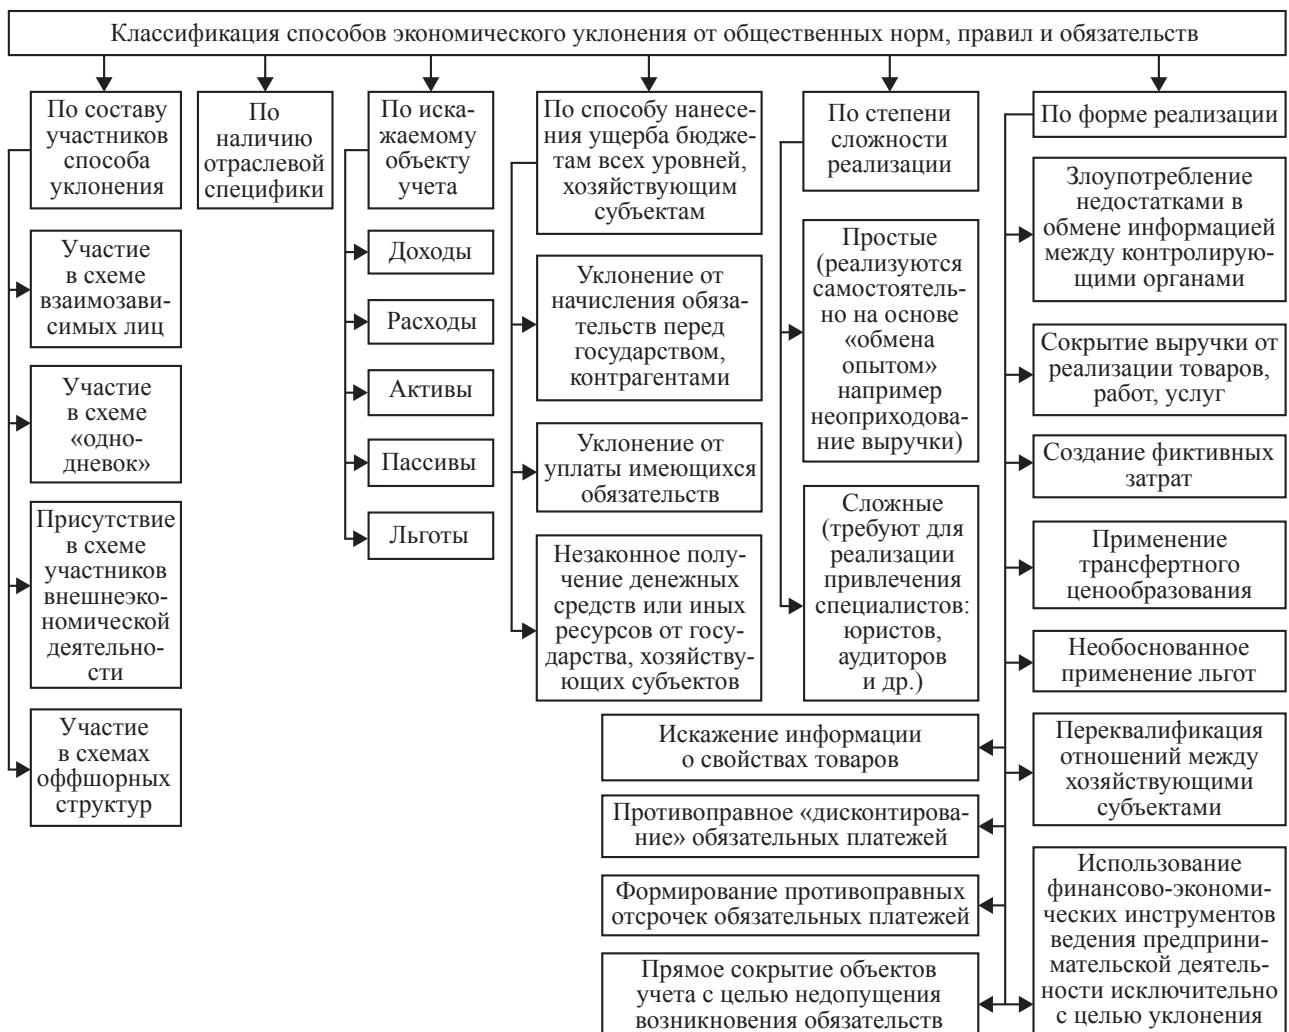 Классификация способов экономического уклонения от общественных норм, правил и обязательств
По составу
участников
способа
уклонения
Участие
в схеме
взаимозави-
симых лиц
Участие
в схеме
«одно-
дневок»
Присутствие
в схеме
участников
внешнеэко-
номической
деятельно-
сти
Участие
в схемах
оффшорных
структур
По
наличию
отраслевой
специфики
По иска-
жаемому
объекту
учета
Доходы
Расходы
Активы
Пассивы
Льготы
По способу нанесе-
ния ущерба бюдже-
там всех уровней,
хозяйствующим
субъектам
Уклонение от
начисления обяза-
тельств перед
государством,
контрагентами
Уклонение от
уплаты имеющихся
обязательств
Незаконное полу-
чение денежных
средств или иных
ресурсов от госу-
дарства, хозяйству-
ющих субъектов
По степени
сложности
реализации
Простые
(реализуются
самостоятель-
но на основе
«обмена
опытом»
например
неоприходова-
ние выручки)
Сложные
(требуют для
реализации
привлечения
специалистов:
юристов,
аудиторов
и др.)
По форме реализации
Злоупотребление
недостатками в
обмене информацией
между контролирую-
щими органами
Сокрытие выручки от
реализации товаров,
работ, услуг
Создание фиктивных
затрат
Применение
трансфертного
ценообразования
Необоснованное
применение льгот
Переквалификация
отношений между
хозяйствующими
субъектами
Использование
финансово-экономи-
ческих инструментов
ведения предприни-
мательской деятель-
ности исключительно
с целью уклонения
Искажение информации
о свойствах товаров
Противоправное «дисконтирова-
ние» обязательных платежей
Формирование противоправных
отсрочек обязательных платежей
Прямое сокрытие объектов
учета с целью недопущения
возникновения обязательств